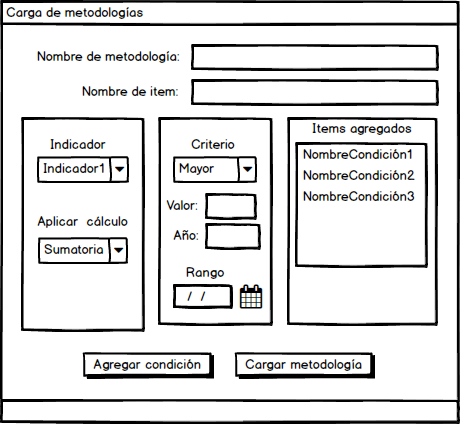 Carga de metodologías
Nombre de metodología:
Nombre de item:
Indicador
Indicador1
Aplicar cálculo
Sumatoria
Criterio
Mayor
Valor:
Año:
Rango
/ /
Items agregados
NombreCondición1
NombreCondición2
NombreCondición3
Agregar condición
Cargar metodología